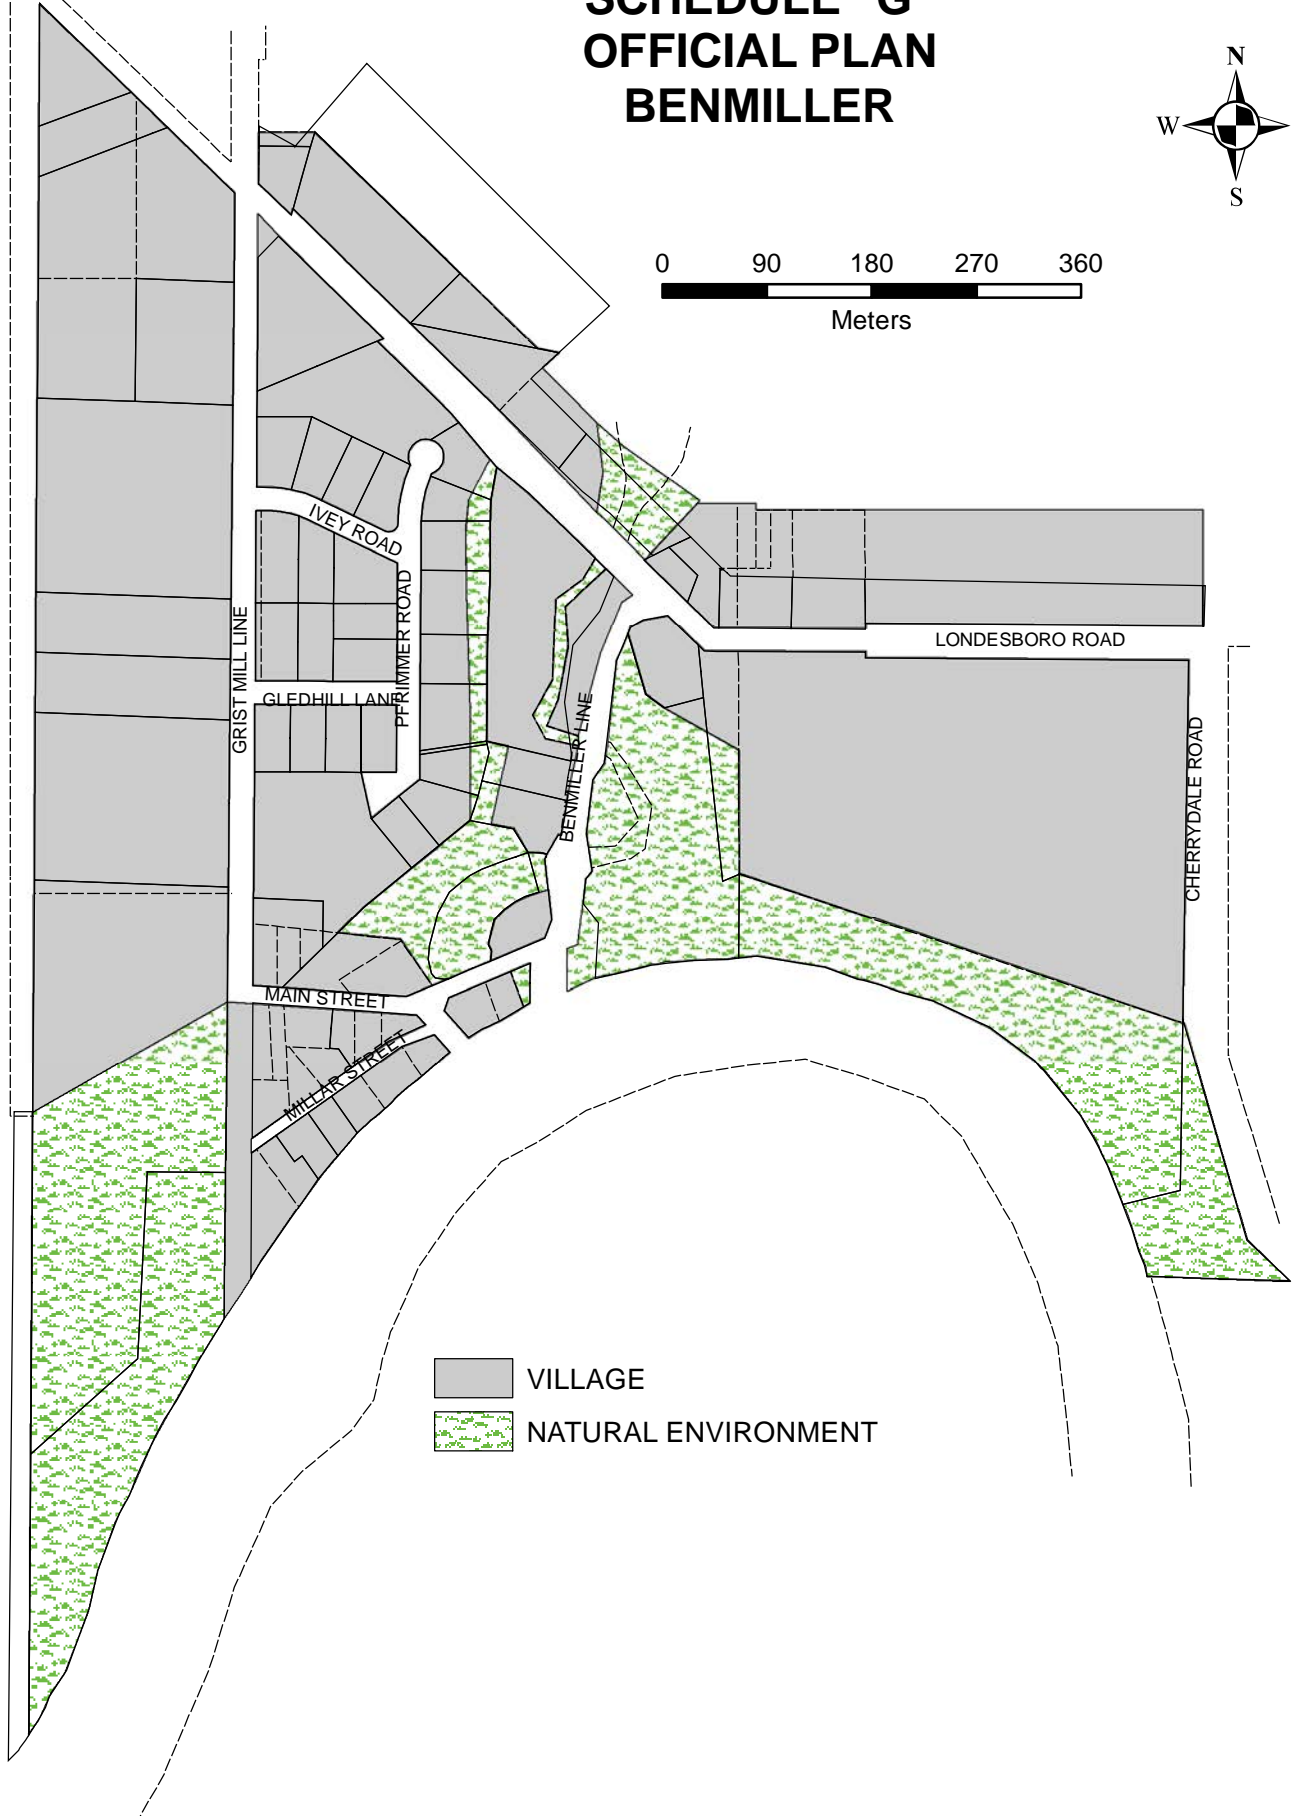 SCHEDULE "G"
OFFICIAL PLAN
BENMILLER
N
W
S
0 90 180 270 360
Meters
IVEY ROAD
PFRIMMER ROAD
GRIST MILL LINE
GLEDHILL LANE
LONDESBORO ROAD
BENMILLER LINE
CHERRYDALE ROAD
MAIN STREET
MILLAR STREET
VILLAGE
NATURAL ENVIRONMENT